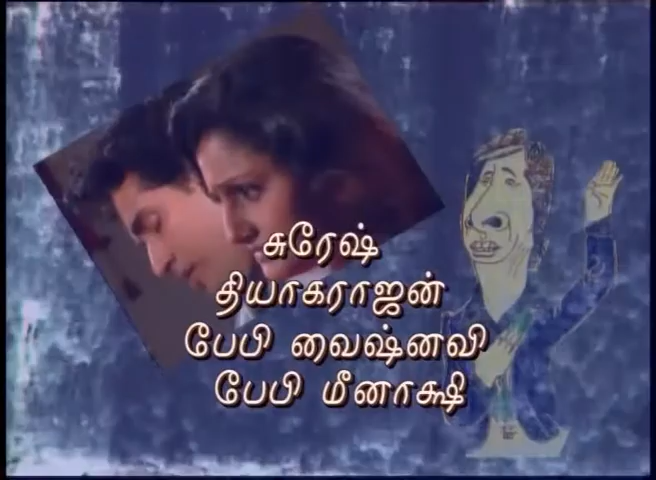 சுரேஷ்
தியாகராஜன்
பேபி வைஷ்னவி
பேபி மீனாக்ஷி